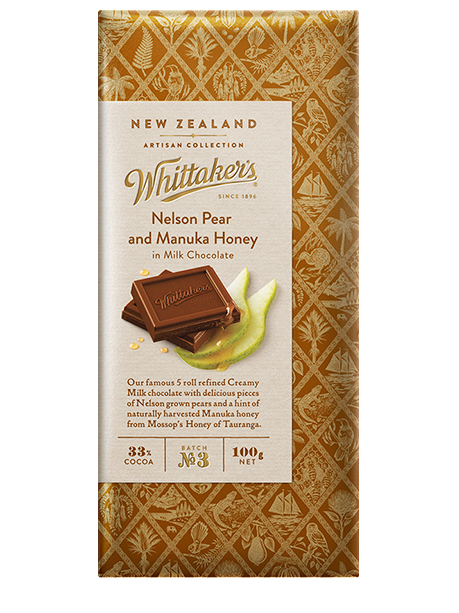 NEW ZEALAND
ARTISAN COLLECTION
Whittaker's®
SINCE 1896
Nelson Pear
and Manuka Honey
in Milk Chocolate
Whittaker's
Our famous 5 roll refined Creamy
Milk chocolate with delicious pieces
of Nelson grown pears and a hint of
naturally harvested Manuka honey
from Mossop's Honey of Tauranga.
33%
COCOA
BATCH
№3
100g
NET